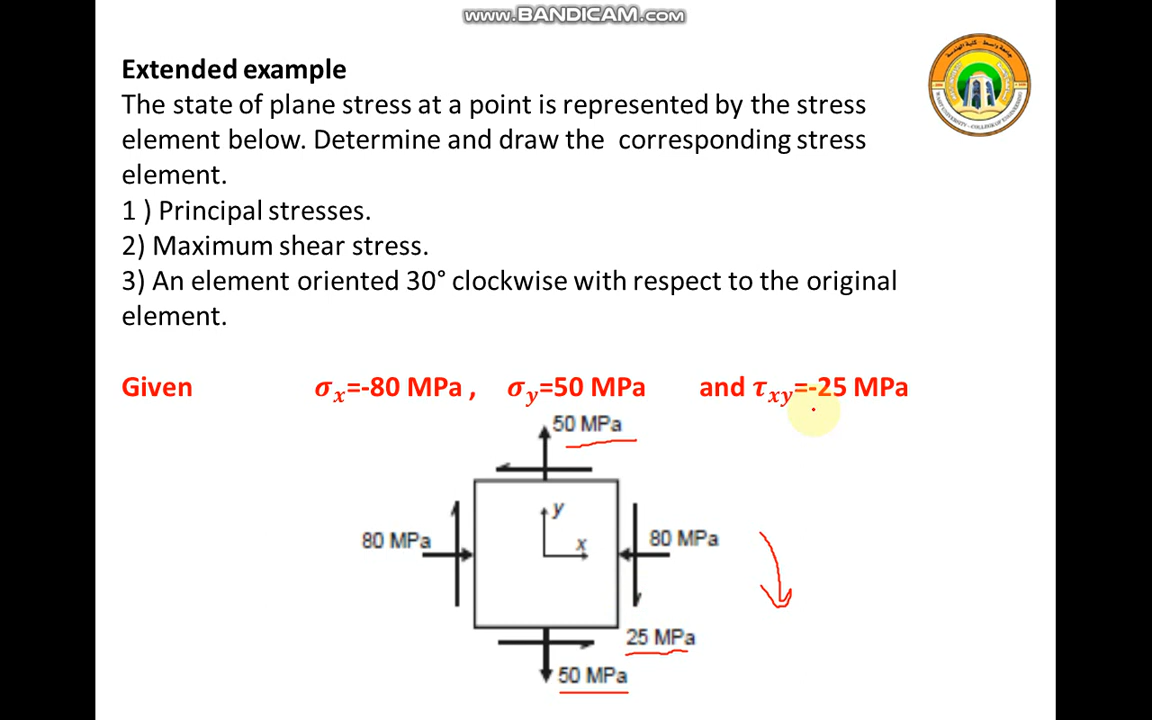 www.BANDICAM.com
Extended example
The state of plane stress at a point is represented by the stress
element below. Determine and draw the corresponding stress
element.
1 ) Principal stresses.
2) Maximum shear stress.
3) An element oriented 30° clockwise with respect to the original
element.
Given σx=-80 MPa , σy=50 MPa and τxy=-25 MPa
50 MPa
y
80 MPa
x
80 MPa
25 MPa
50 MPa